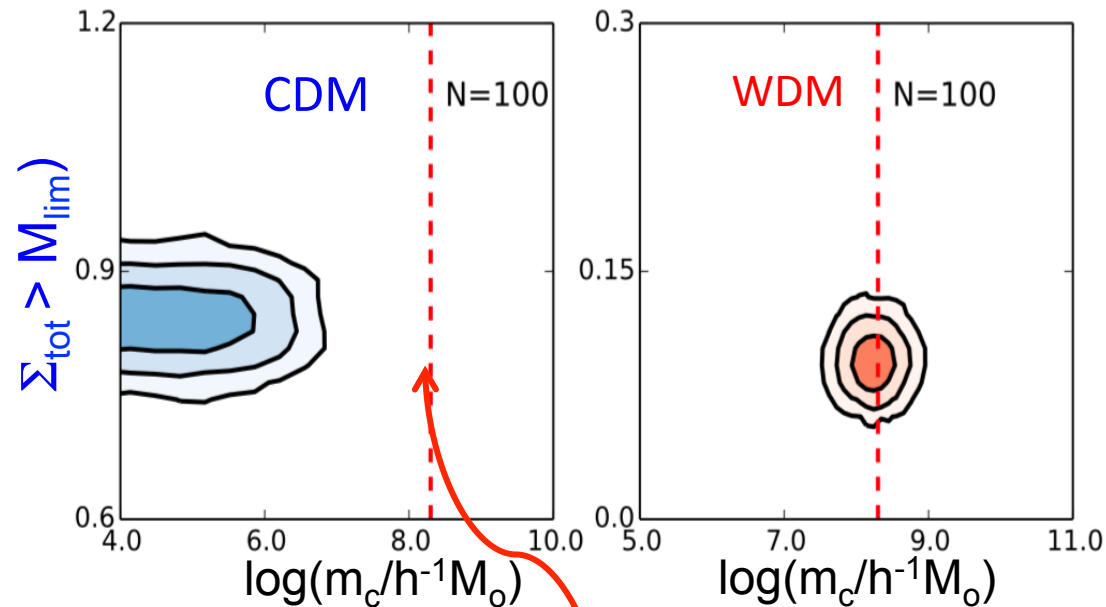 1.2
CDM
N=100
Σtot > Mlim)
0.9
0.6
4.0 6.0 8.0 10.0
log(mc/h-1Mo)
0.3
WDM
N=100
0.15
0.0
5.0 7.0 9.0 11.0
log(mc/h-1Mo)